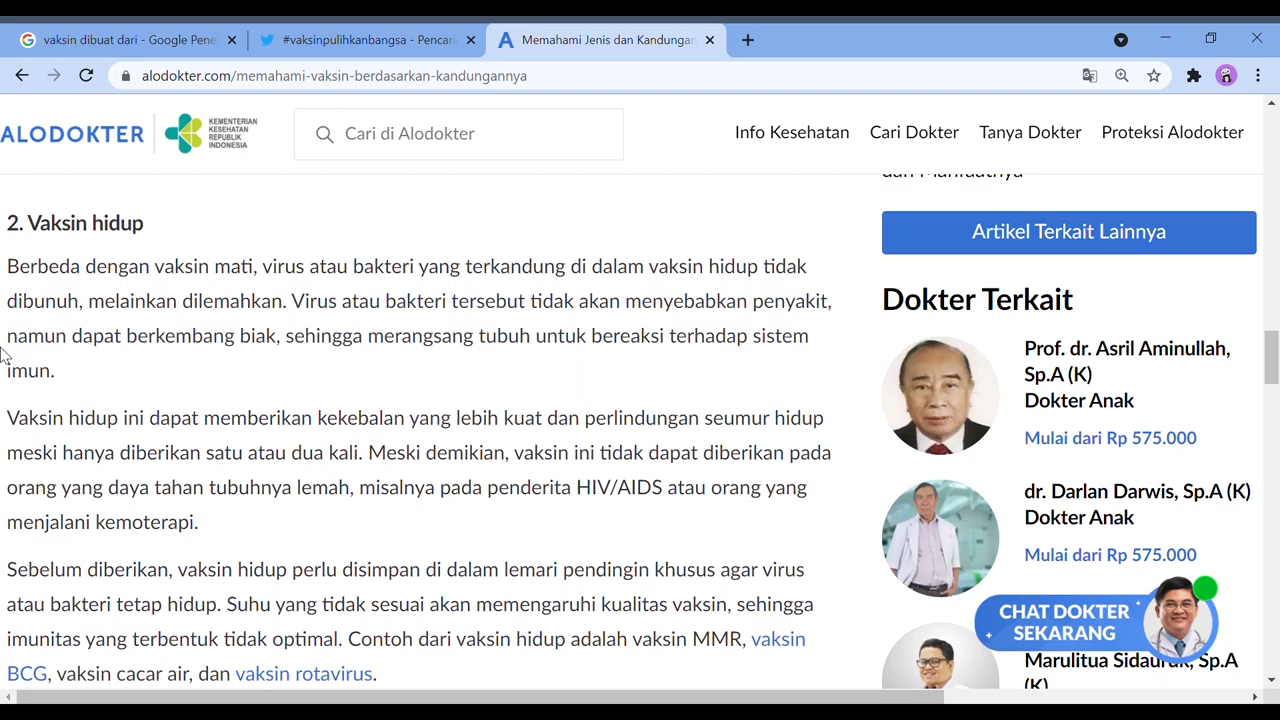 vaksin dibuat dari - Google Pene
#vaksinpulihkanbangsa - Pencari
Memahami Jenis dan Kandungan
alodokter.com/memahami-vaksin-berdasarkan-kandungannya
ALODOKTER
KEMENTERIAN
KESEHATAN
REPUBLIK
INDONESIA
Cari di Alodokter
Info Kesehatan
Cari Dokter
Tanya Dokter
Proteksi Alodokter
2. Vaksin hidup
Berbeda dengan vaksin mati, virus atau bakteri yang terkandung di dalam vaksin hidup tidak
dibunuh, melainkan dilemahkan. Virus atau bakteri tersebut tidak akan menyebabkan penyakit,
namun dapat berkembang biak, sehingga merangsang tubuh untuk bereaksi terhadap sistem
imun.
Vaksin hidup ini dapat memberikan kekebalan yang lebih kuat dan perlindungan seumur hidup
meski hanya diberikan satu atau dua kali. Meski demikian, vaksin ini tidak dapat diberikan pada
orang yang daya tahan tubuhnya lemah, misalnya pada penderita HIV/AIDS atau orang yang
menjalani kemoterapi.
Sebelum diberikan, vaksin hidup perlu disimpan di dalam lemari pendingin khusus agar virus
atau bakteri tetap hidup. Suhu yang tidak sesuai akan memengaruhi kualitas vaksin, sehingga
imunitas yang terbentuk tidak optimal. Contoh dari vaksin hidup adalah vaksin MMR, vaksin
BCG, vaksin cacar air, dan vaksin rotavirus.
dan Manfaatnya
Artikel Terkait Lainnya
Dokter Terkait
Prof. dr. Asril Aminullah,
Sp.A (K)
Dokter Anak
Mulai dari Rp 575.000
dr. Darlan Darwis, Sp.A (K)
Dokter Anak
Mulai dari Rp 575.000
CHAT DOKTER
SEKARANG
Marulitua Sp.A
(K)